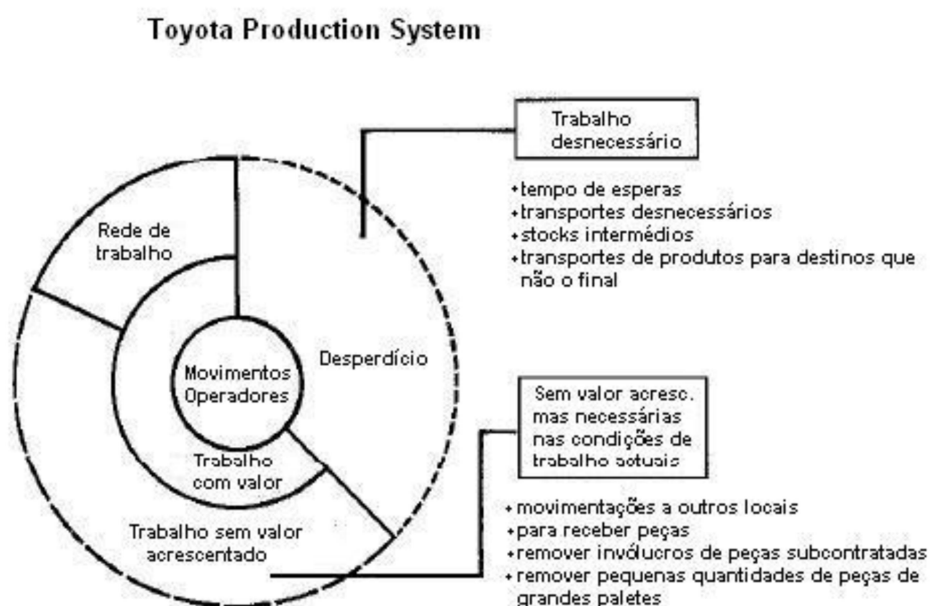 Toyota Production System
Trabalho
desnecessário
+tempo de esperas
+transportes desnecessários
+stocks intermédios
+transportes de produtos para destinos que
não o final
Rede de
trabalho
Desperdício
Movimentos
Operadores
Trabalho
com valor
Trabalho sem valor
acrescentado
Sem valor acresc.
mas necessárias
nas condições de
trabalho actuais
+movimentações a outros locais
+para receber peças
+remover invólucros de peças subcontratadas
+remover pequenas quantidades de peças de
grandes paletes